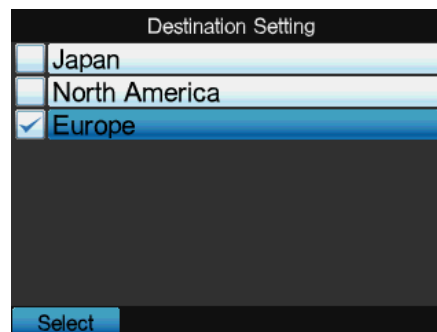 Destination Setting
Japan
North America
Europe
Select